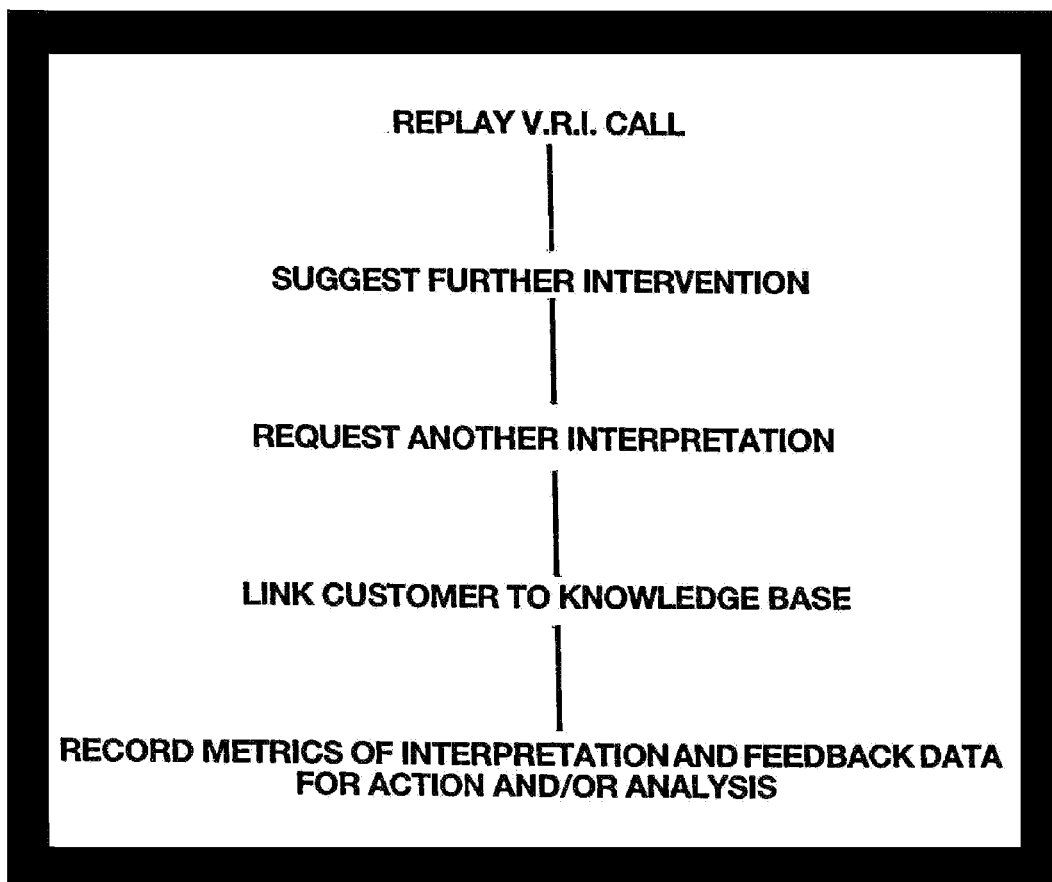 REPLAY V.R.I. CALL
SUGGEST FURTHER INTERVENTION
REQUEST ANOTHER INTERPRETATION
LINK CUSTOMER TO KNOWLEDGE BASE
RECORD METRICS OF INTERPRETATION AND FEEDBACK DATA
FOR ACTION AND/OR ANALYSIS